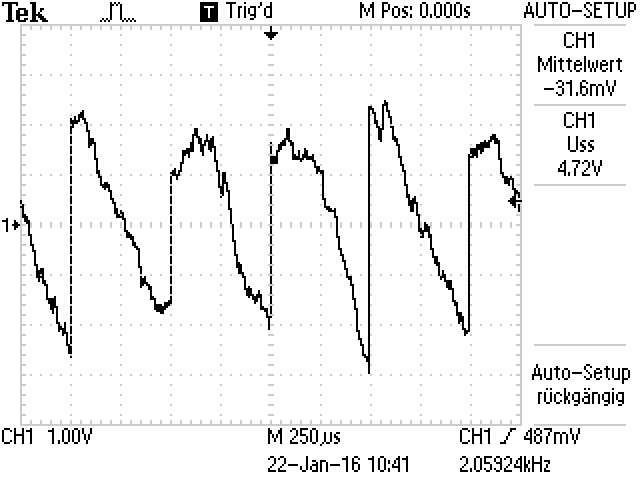 Tek T Trig'd M Pos: 0.000s AUTO-SETUP
CH1
Mittelwert
-31.6mV
CH1
Uss
4.72V
1
Auto-Setup
rückgängig
CH1 1.00V M 250µs CH1 487mV
22-Jan-16 10:41 2.05924kHz